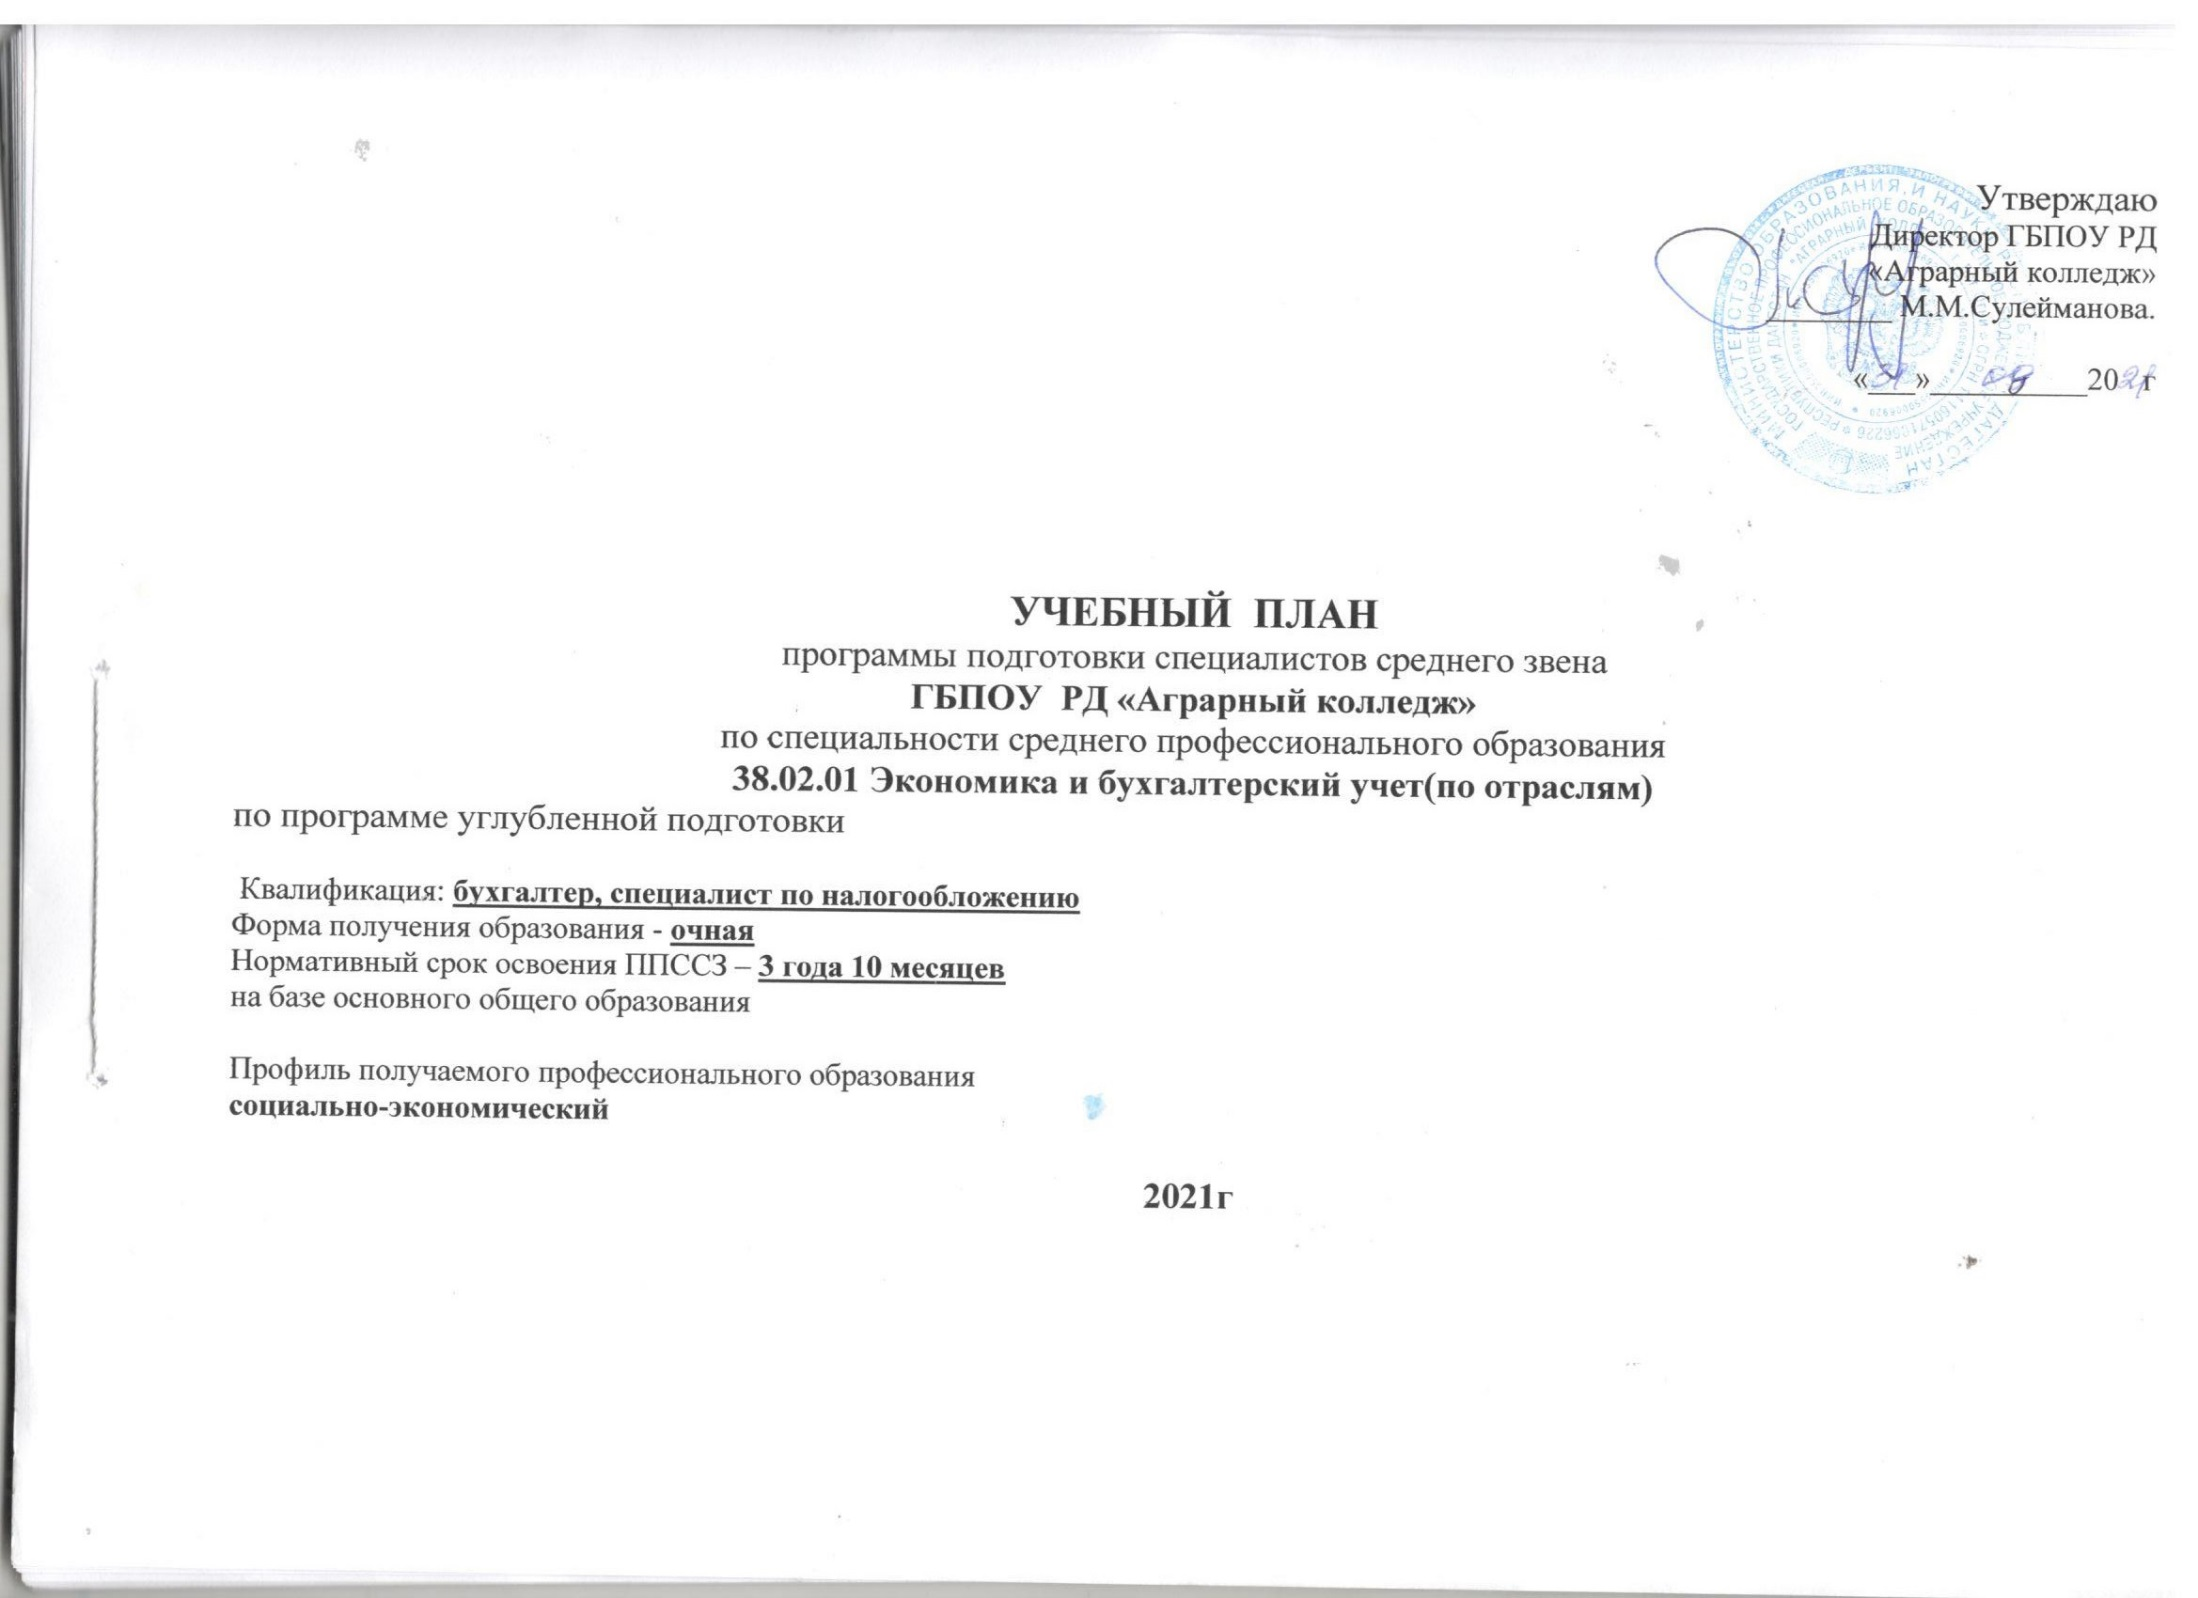 Утверждаю
Директор ГБПОУ РД
«Аграрный колледж»
М.М.Сулейманова.
«31» 08 2021г
УЧЕБНЫЙ ПЛАН
программы подготовки специалистов среднего звена
ГБПОУ РД «Аграрный колледж»
по специальности среднего профессионального образования
38.02.01 Экономика и бухгалтерский учет(по отраслям)
по программе углубленной подготовки
Квалификация: бухгалтер, специалист по налогообложению
Форма получения образования - очная
Нормативный срок освоения ППССЗ – 3 года 10 месяцев
на базе основного общего образования
Профиль получаемого профессионального образования
социально-экономический
2021г